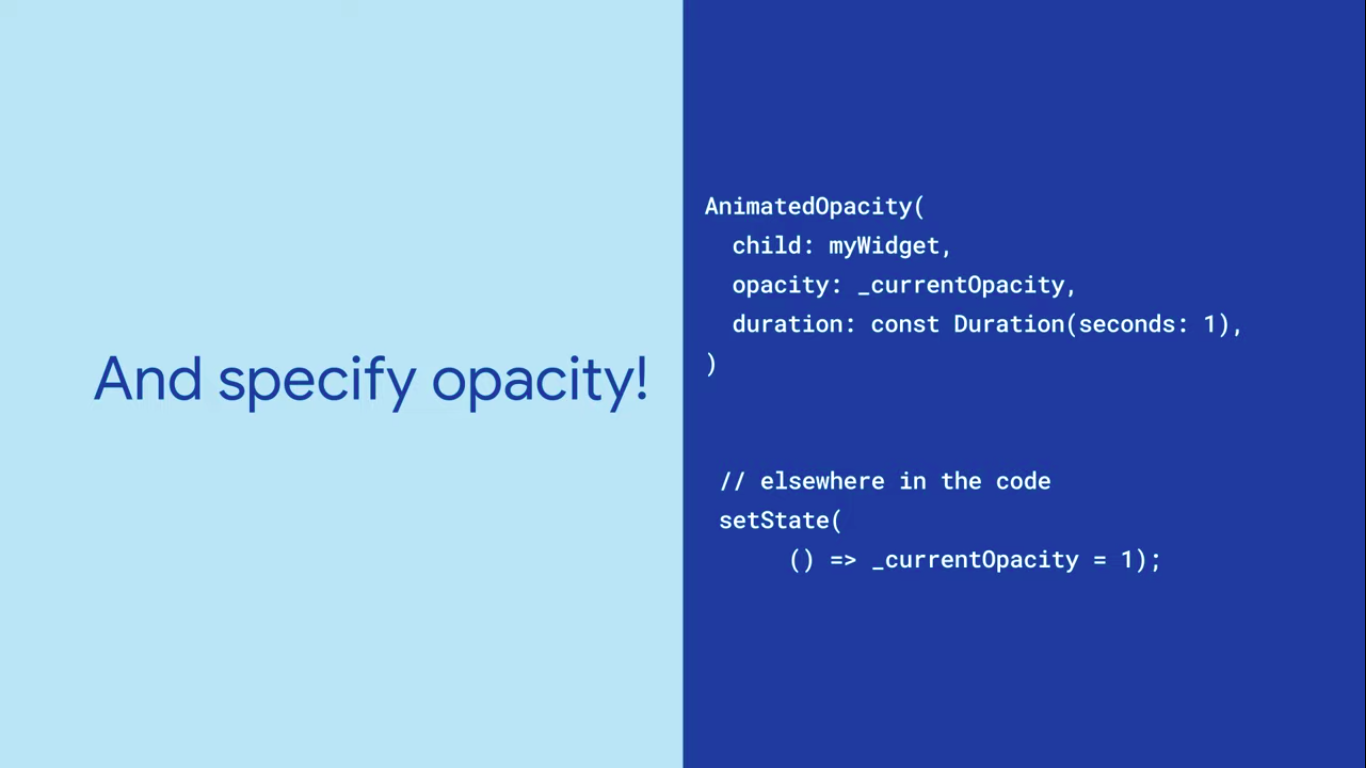 And specify opacity!
AnimatedOpacity(
  child: myWidget,
  opacity: _currentOpacity,
  duration: const Duration(seconds: 1),
)
// elsewhere in the code
setState(
     () => _currentOpacity = 1);